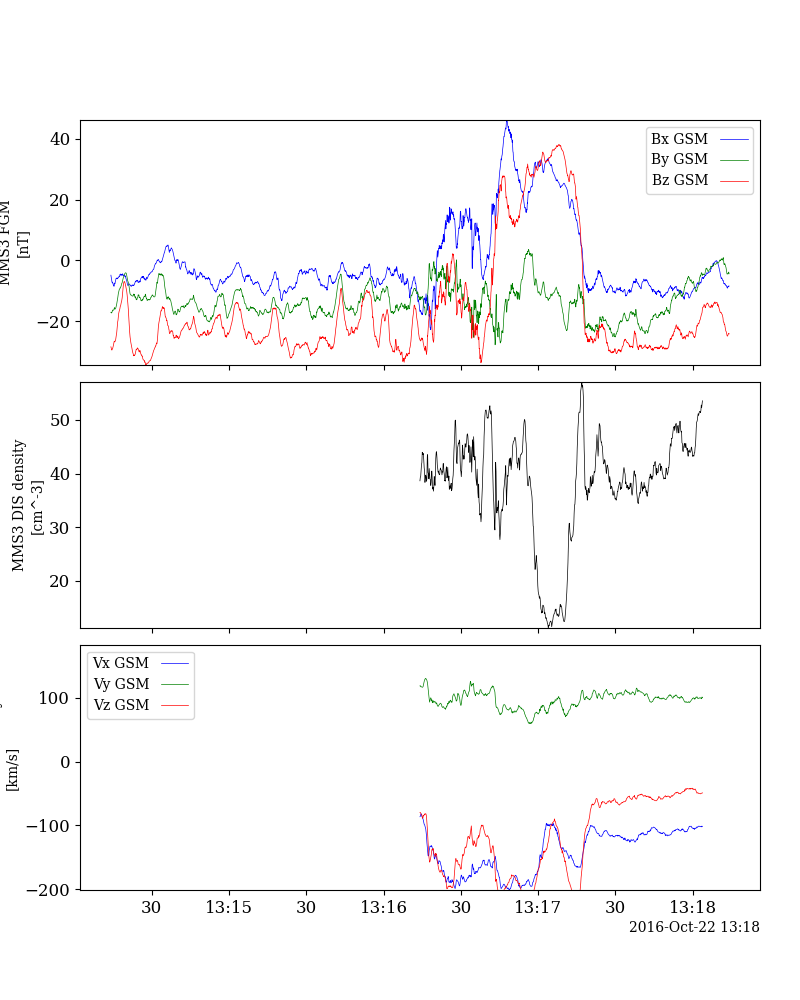 MMS3 FGM
[nT]
40
20
0
−20
Bx GSM
By GSM
Bz GSM
MMS3 DIS density
[cm^-3]
50
40
30
20
[km/s]
100
0
−100
−200
Vx GSM
Vy GSM
Vz GSM
30 13:15 30 13:16 30 13:17 30 13:18
2016-Oct-22 13:18